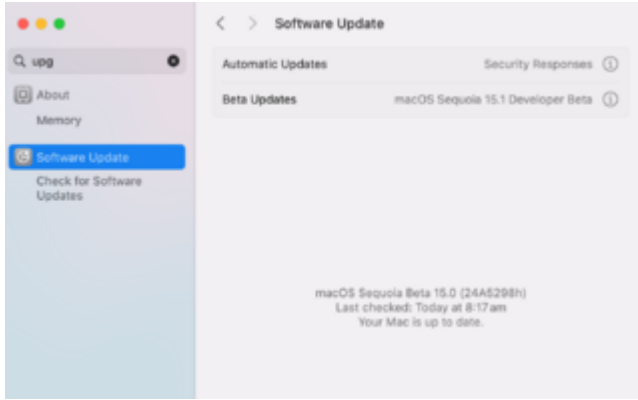 Software Update
upg
Automatic Updates Security Responses
About
Beta Updates macOS Sequoia 15.1 Developer Beta
Memory
Software Update
Check for Software
Updates
macOS Sequoia Beta 15.0 (24A5298h)
Last checked: Today at 8:17 am
Your Mac is up to date.